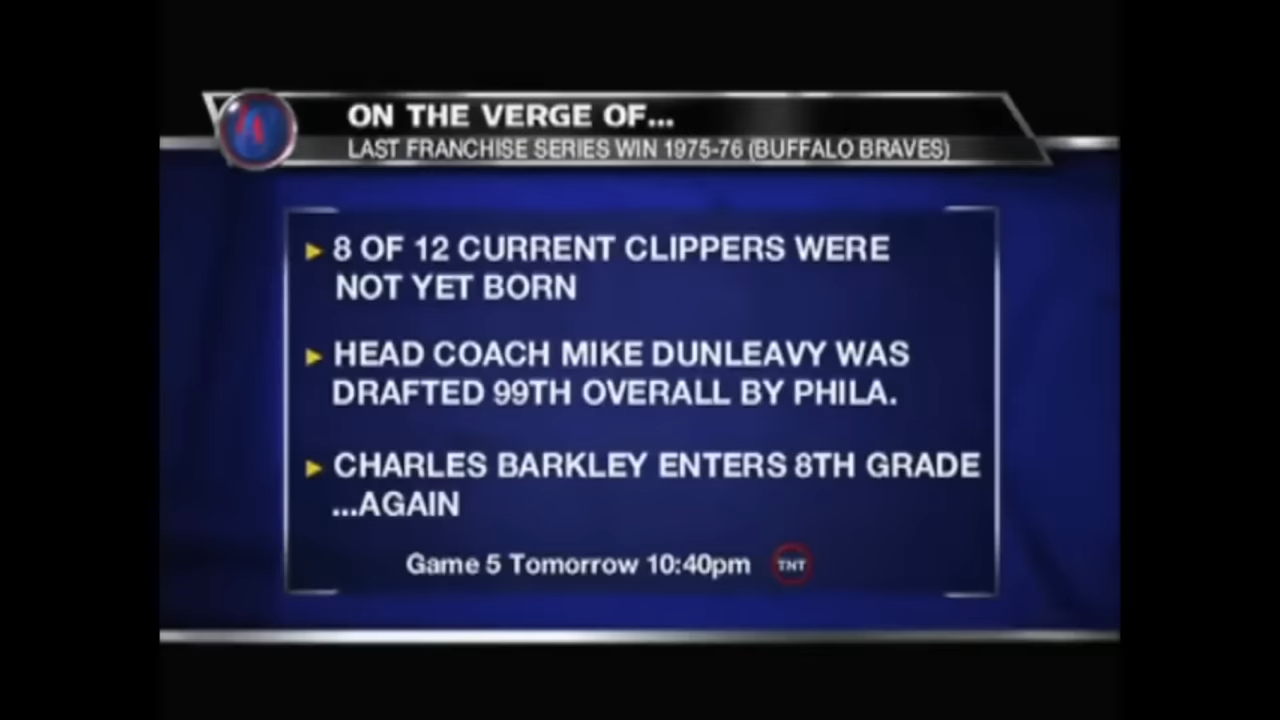 ON THE VERGE OF...
LAST FRANCHISE SERIES WIN 1975-76 (BUFFALO BRAVES)
8 OF 12 CURRENT CLIPPERS WERE
NOT YET BORN
HEAD COACH MIKE DUNLEAVY WAS
DRAFTED 99TH OVERALL BY PHILA.
CHARLES BARKLEY ENTERS 8TH GRADE
...AGAIN
Game 5 Tomorrow 10:40pm TNT